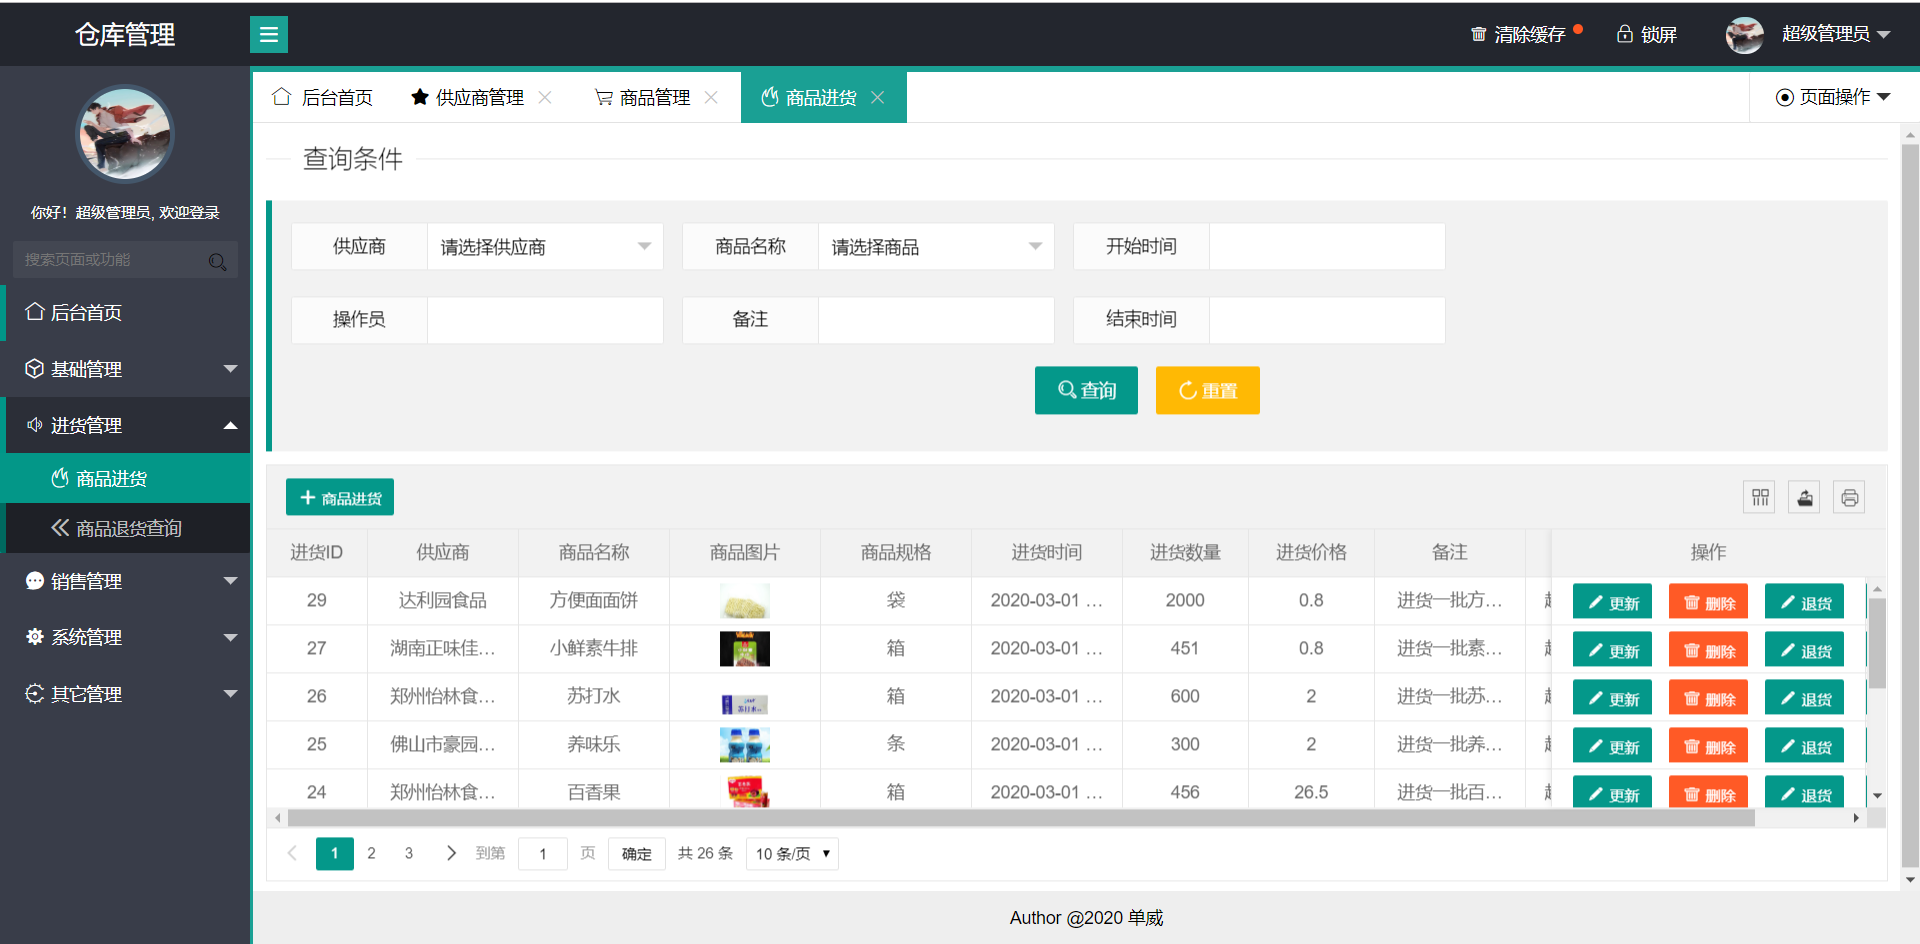 仓库管理
清除缓存
锁屏
超级管理员
后台首页
供应商管理
商品管理
商品进货
页面操作
你好！超级管理员, 欢迎登录
搜索页面或功能
后台首页
基础管理
进货管理
商品进货
商品退货查询
销售管理
系统管理
其它管理
查询条件
供应商 请选择供应商 商品名称 请选择商品 开始时间
操作员 备注 结束时间
查询 重置
商品进货
进货ID 供应商 商品名称 商品图片 商品规格 进货时间 进货数量 进货价格 备注 操作
29 达利园食品 方便面面饼 袋 2020-03-01 … 2000 0.8 进货一批方… 更新 删除 退货
27 湖南正味佳… 小鲜素牛排 箱 2020-03-01 … 451 0.8 进货一批素… 更新 删除 退货
26 郑州怡林食… 苏打水 箱 2020-03-01 … 600 2 进货一批苏… 更新 删除 退货
25 佛山市豪园… 养味乐 条 2020-03-01 … 300 2 进货一批养… 更新 删除 退货
24 郑州怡林食… 百香果 箱 2020-03-01 … 456 26.5 进货一批百… 更新 删除 退货
1 2 3 到第 1 页 确定 共 26 条 10 条/页
Author @2020 单威